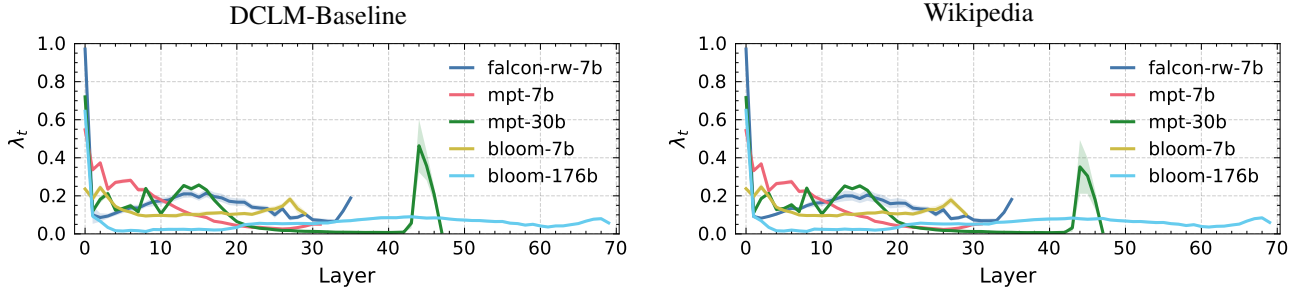 DCLM-Baseline
1.0
0.8
0.6
0.4
0.2
0.0
λt
falcon-rw-7b
mpt-7b
mpt-30b
bloom-7b
bloom-176b
0 10 20 30 40 50 60 70
Layer
Wikipedia
1.0
0.8
0.6
0.4
0.2
0.0
λt
falcon-rw-7b
mpt-7b
mpt-30b
bloom-7b
bloom-176b
0 10 20 30 40 50 60 70
Layer